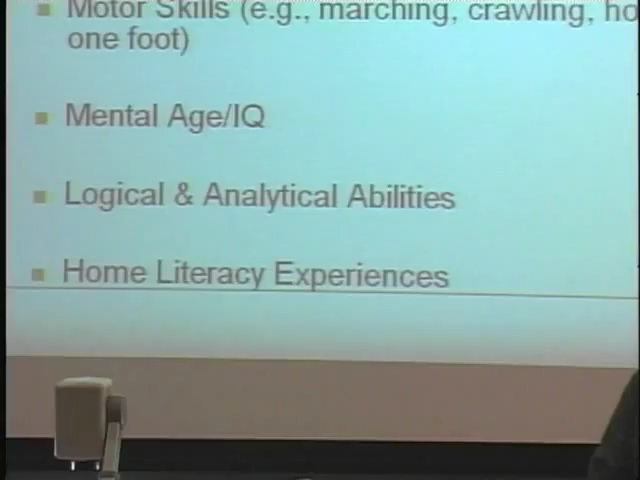 Motor Skills (e.g., marching, crawling, ho
one foot)
Mental Age/IQ
Logical & Analytical Abilities
Home Literacy Experiences